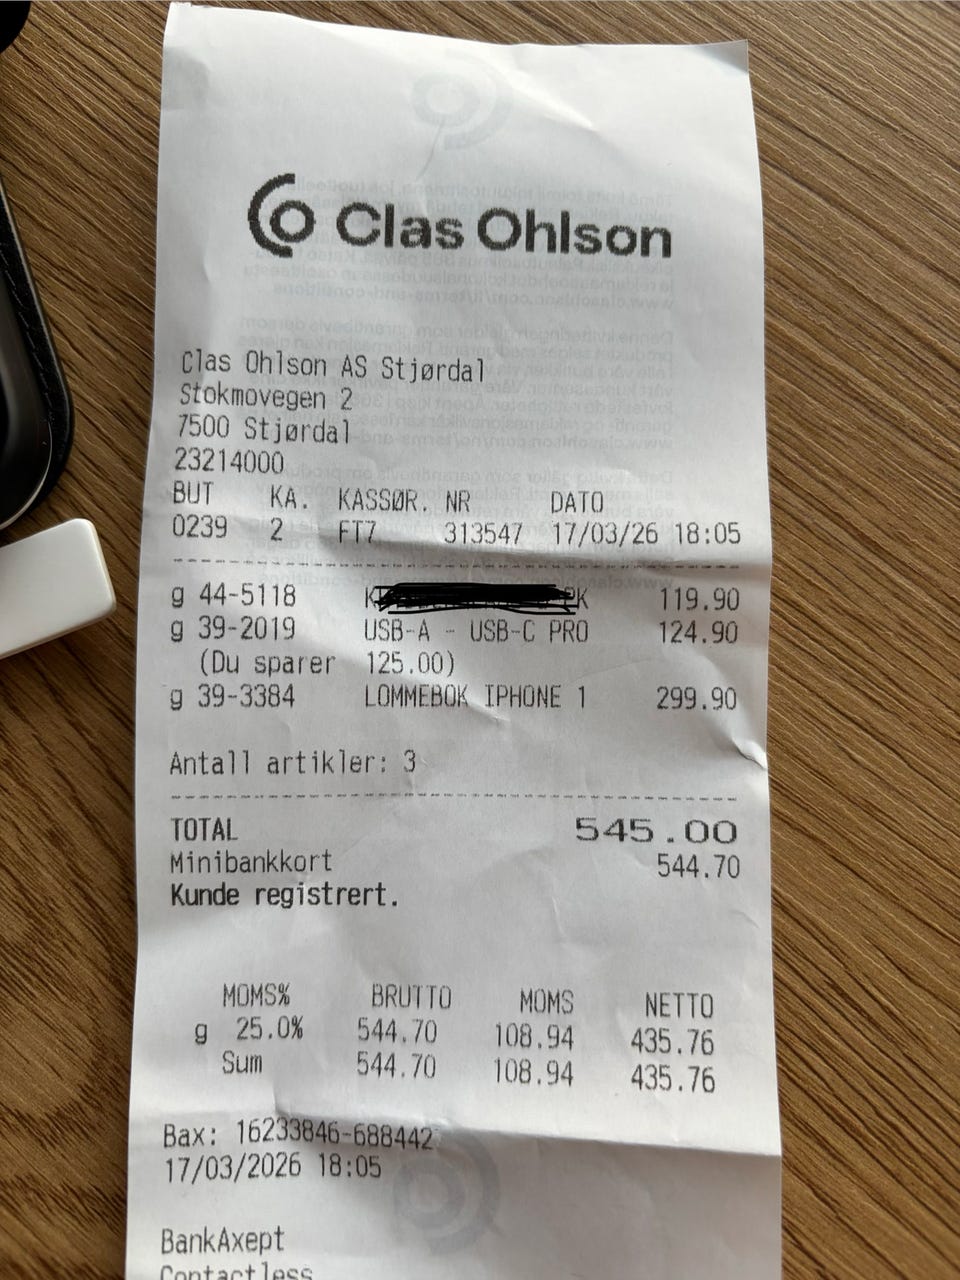 Clas Ohlson
Clas Ohlson AS Stjørdal
Stokmovegen 2
7500 Stjørdal
23214000
BUT KA. KASSØR. NR DATO
0239 2 FT7 313547 17/03/26 18:05
g 44-5118 119.90
g 39-2019 USB-A - USB-C PRO 124.90
(Du sparer 125.00)
g 39-3384 LOMMEBOK IPHONE 1 299.90
Antall artikler: 3
TOTAL 545.00
Minibankkort 544.70
Kunde registrert.
MOMS% BRUTTO MOMS NETTO
g 25.0% 544.70 108.94 435.76
Sum 544.70 108.94 435.76
Bax: 16233846-688442
17/03/2026 18:05
BankAxept
Contactless